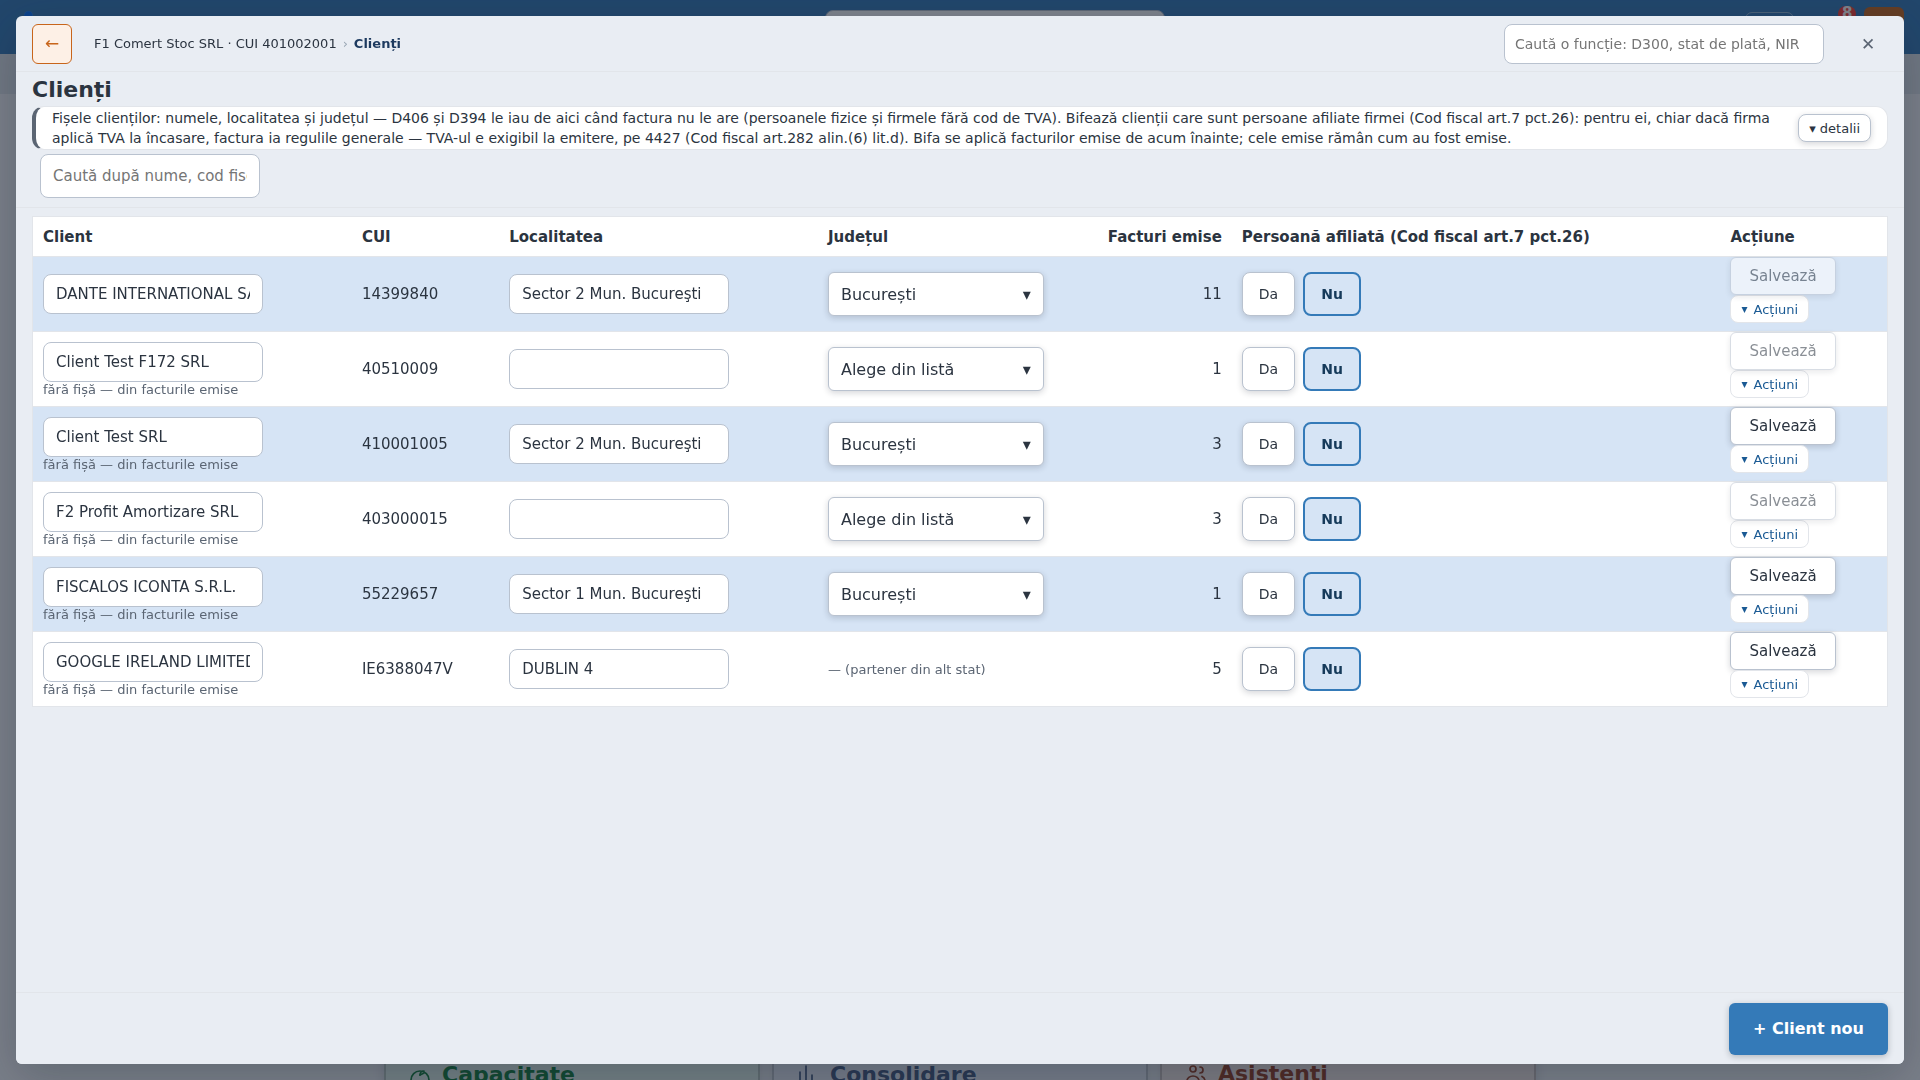 8
←
F1 Comert Stoc SRL · CUI 401002001 › Clienți
Caută o funcție: D300, stat de plată, NIR
✕
Clienți
Fișele clienților: numele, localitatea și județul — D406 și D394 le iau de aici când factura nu le are (persoanele fizice și firmele fără cod de TVA). Bifează clienții care sunt persoane afiliate firmei (Cod fiscal art.7 pct.26): pentru ei, chiar dacă firma
aplică TVA la încasare, factura ia regulile generale — TVA-ul e exigibil la emitere, pe 4427 (Cod fiscal art.282 alin.(6) lit.d). Bifa se aplică facturilor emise de acum înainte; cele emise rămân cum au fost emise.
▾ detalii
Caută după nume, cod fis
Client CUI Localitatea Județul Facturi emise Persoană afiliată (Cod fiscal art.7 pct.26) Acțiune
DANTE INTERNATIONAL SA 14399840 Sector 2 Mun. Bucureşti București ▾ 11 Da Nu Salvează
▾ Acțiuni
Client Test F172 SRL 40510009 Alege din listă ▾ 1 Da Nu Salvează
fără fișă — din facturile emise ▾ Acțiuni
Client Test SRL 410001005 Sector 2 Mun. Bucureşti București ▾ 3 Da Nu Salvează
fără fișă — din facturile emise ▾ Acțiuni
F2 Profit Amortizare SRL 403000015 Alege din listă ▾ 3 Da Nu Salvează
fără fișă — din facturile emise ▾ Acțiuni
FISCALOS ICONTA S.R.L. 55229657 Sector 1 Mun. Bucureşti București ▾ 1 Da Nu Salvează
fără fișă — din facturile emise ▾ Acțiuni
GOOGLE IRELAND LIMITED IE6388047V DUBLIN 4 — (partener din alt stat) 5 Da Nu Salvează
fără fișă — din facturile emise ▾ Acțiuni
+ Client nou
Capacitate Consolidare Asistenți